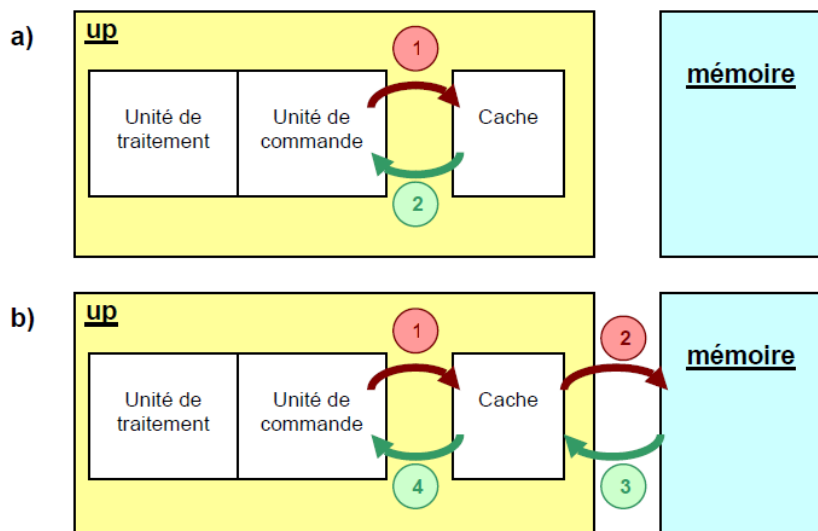 a)
up
1
mémoire
Unité de
traitement
Unité de
commande
Cache
2
b)
up
1
2
mémoire
Unité de
traitement
Unité de
commande
Cache
4
3